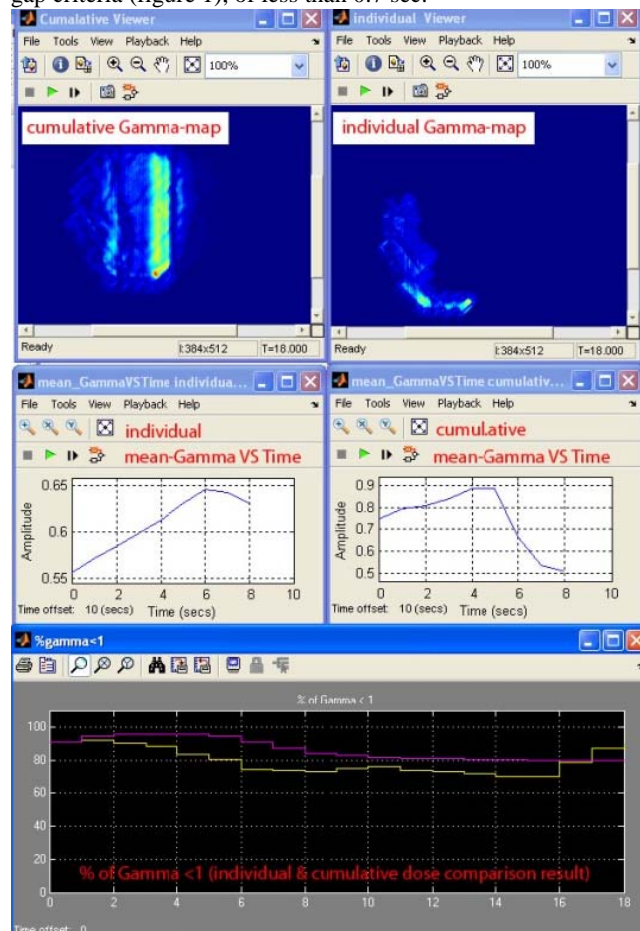 gap criteria (figure 1), of less than 0.7 sec.
Cumalative Viewer
individual Viewer
File Tools View Playback Help
File Tools View Playback Help
100%
100%
cumulative Gamma-map
individual Gamma-map
Ready I:384x512 T=18.000
Ready I:384x512 T=18.000
mean_GammaVSTime individua...
mean_GammaVSTime cumulativ...
File Tools View Playback Help
File Tools View Playback Help
individual
cumulative
mean-Gamma VS Time
mean-Gamma VS Time
0.65
0.6
0.55
Amplitude
0 2 4 6 8 10
Time offset: 10 (secs) Time (secs)
0.9
0.8
0.7
0.6
0.5
Amplitude
0 2 4 6 8 10
Time offset: 10 (secs) Time (secs)
%gamma<1
% of Gamma < 1
100
80
60
40
20
0
% of Gamma <1 (individual & cumulative dose comparison result)
0 2 4 6 8 10 12 14 16 18
Time offset: 0